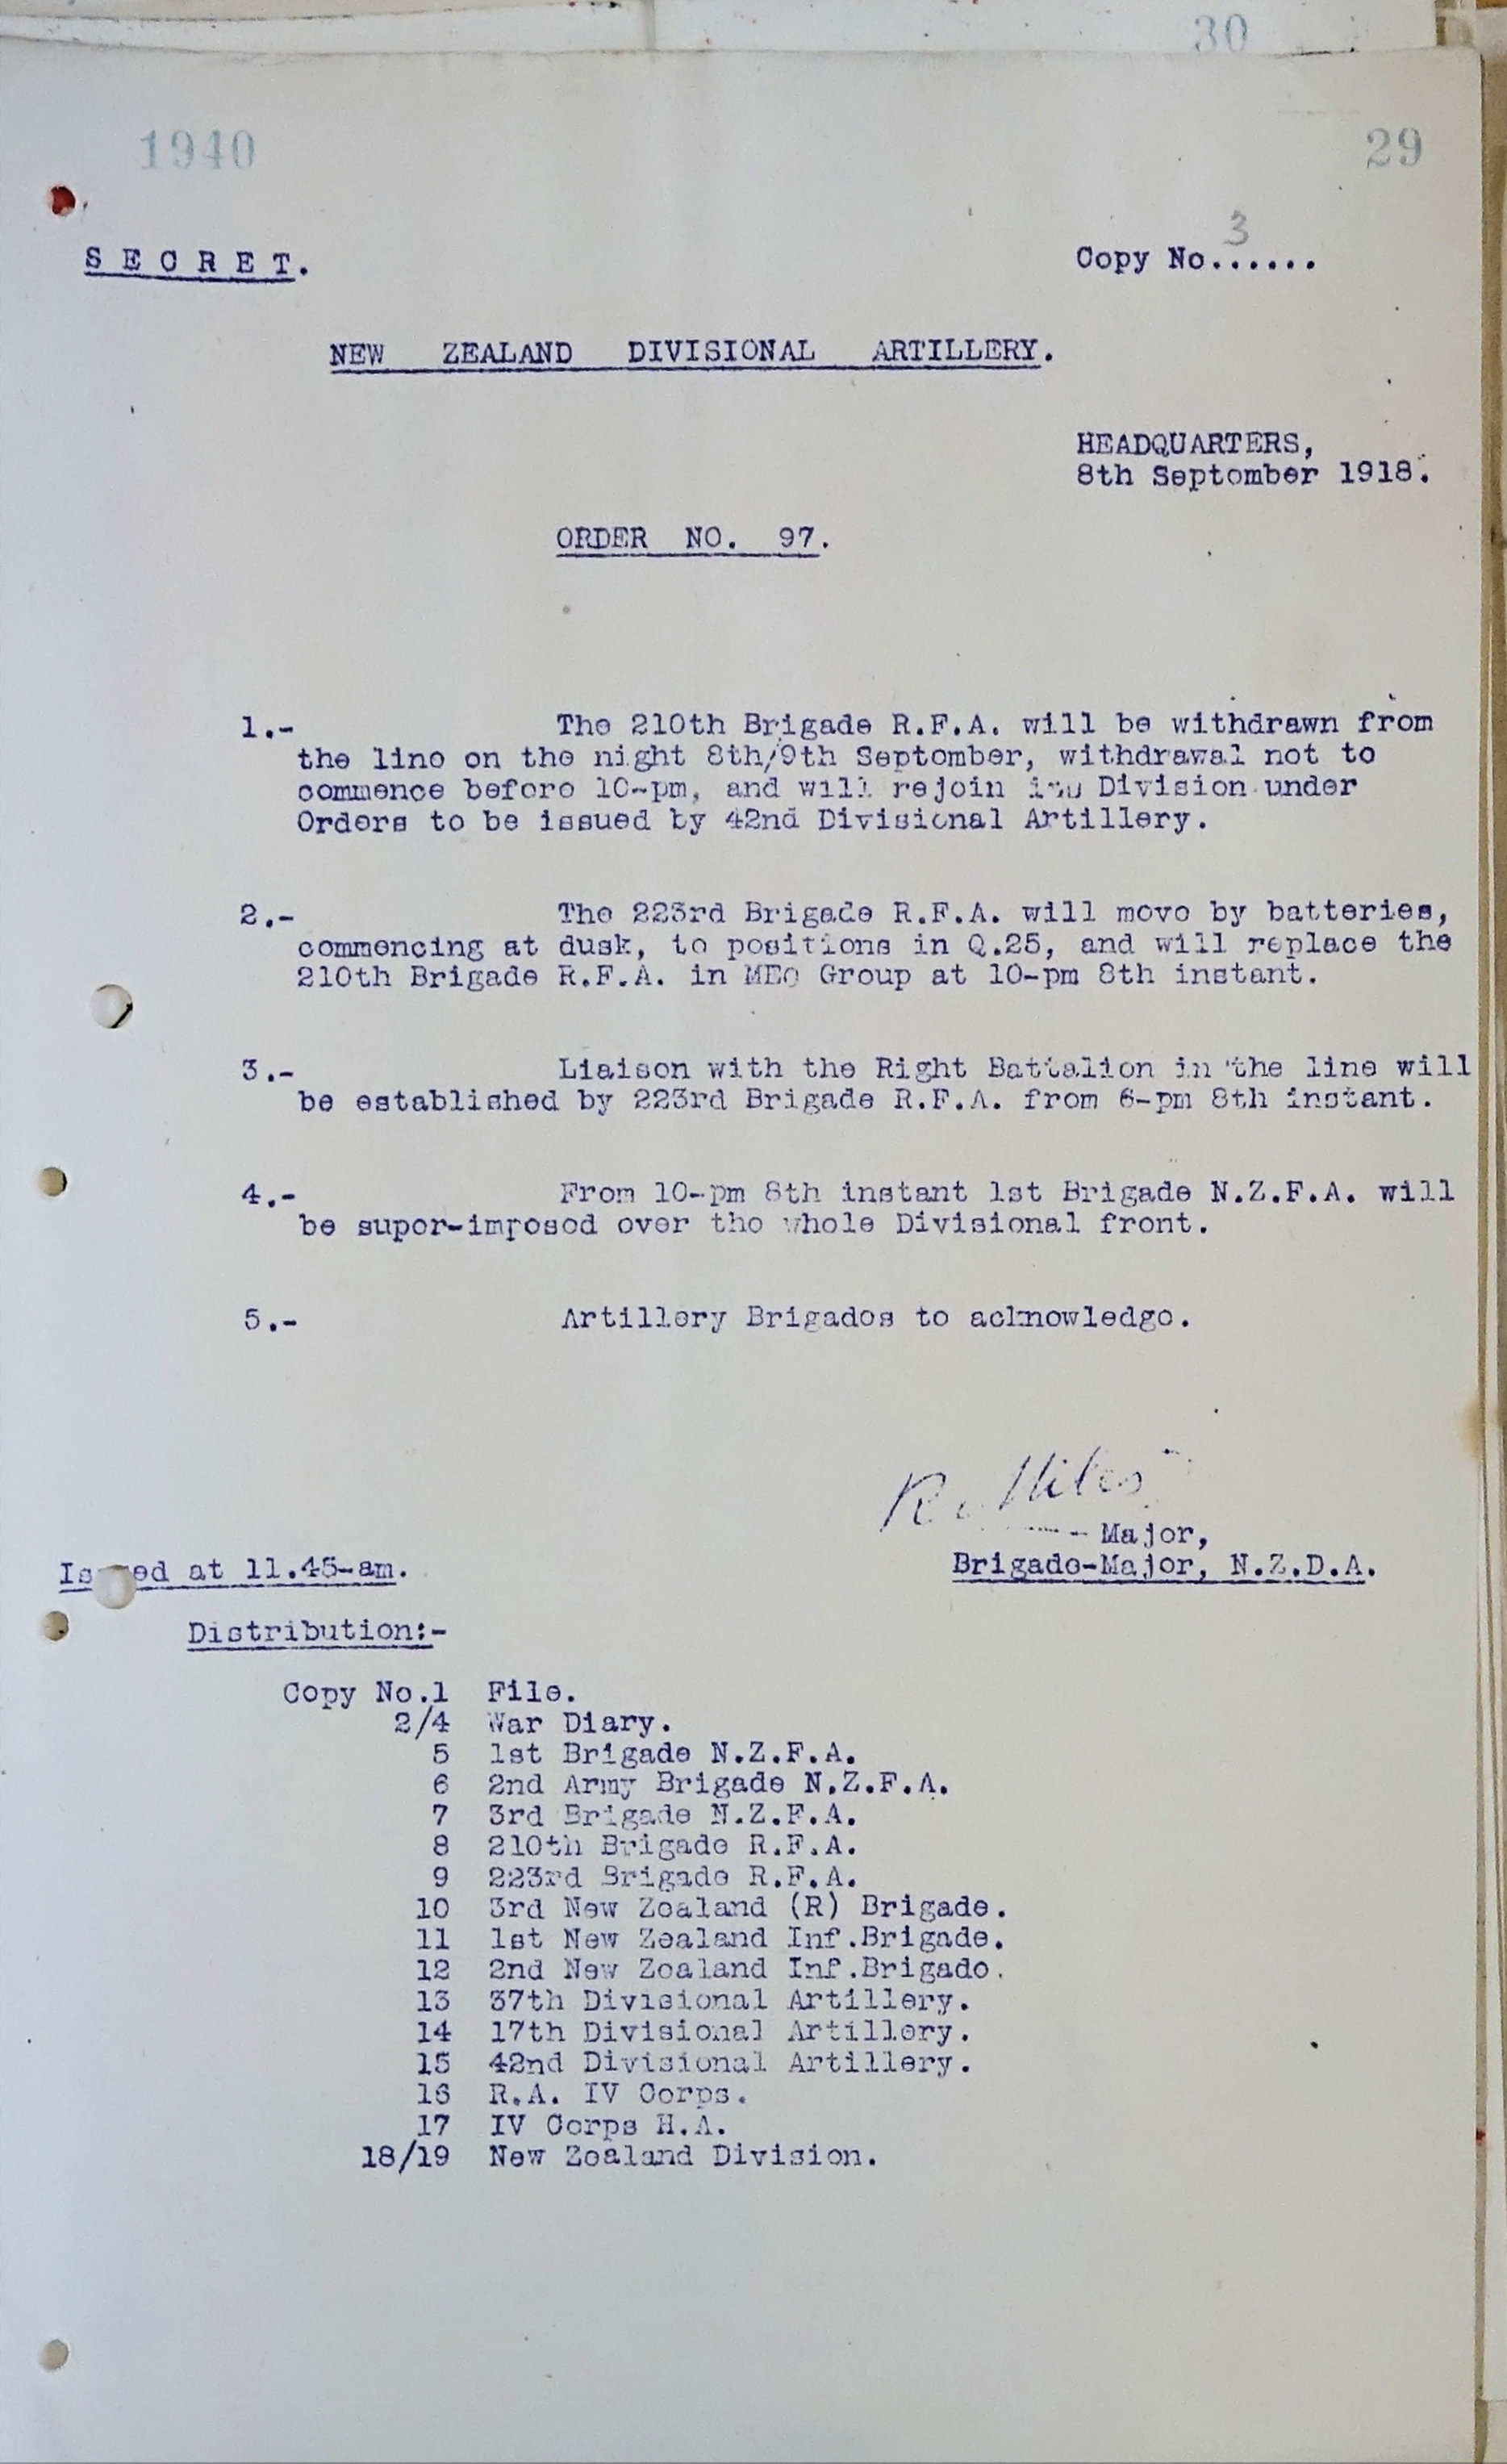 30
1940
29
3
SECRET.
Copy No......
NEW ZEALAND DIVISIONAL ARTILLERY.
HEADQUARTERS,
8th September 1918.
ORDER NO. 97.
1.- The 210th Brigade R.F.A. will be withdrawn from
the line on the night 8th/9th September, withdrawal not to
commence before 10-pm, and will rejoin its Division under
Orders to be issued by 42nd Divisional Artillery.
2.- The 223rd Brigade R.F.A. will move by batteries,
commencing at dusk, to positions in Q.25, and will replace the
210th Brigade R.F.A. in Group at 10-pm 8th instant.
3.- Liaison with the Right Battalion in the line will
be established by 223rd Brigade R.F.A. from 6-pm 8th instant.
4.- From 10-pm 8th instant 1st Brigade N.Z.F.A. will
be super-imposed over the whole Divisional front.
5.- Artillery Brigades to acknowledge.
R. Miles
Major,
Issued at 11.45-am.
Brigade-Major, N.Z.D.A.
Distribution:-
Copy No.1 File.
2/4 War Diary.
5 1st Brigade N.Z.F.A.
6 2nd Army Brigade N.Z.F.A.
7 3rd Brigade N.Z.F.A.
8 210th Brigade R.F.A.
9 223rd Brigade R.F.A.
10 3rd New Zealand (R) Brigade.
11 1st New Zealand Inf.Brigade.
12 2nd New Zealand Inf.Brigade.
13 37th Divisional Artillery.
14 17th Divisional Artillery.
15 42nd Divisional Artillery.
16 R.A. IV Corps.
17 IV Corps H.A.
18/19 New Zealand Division.